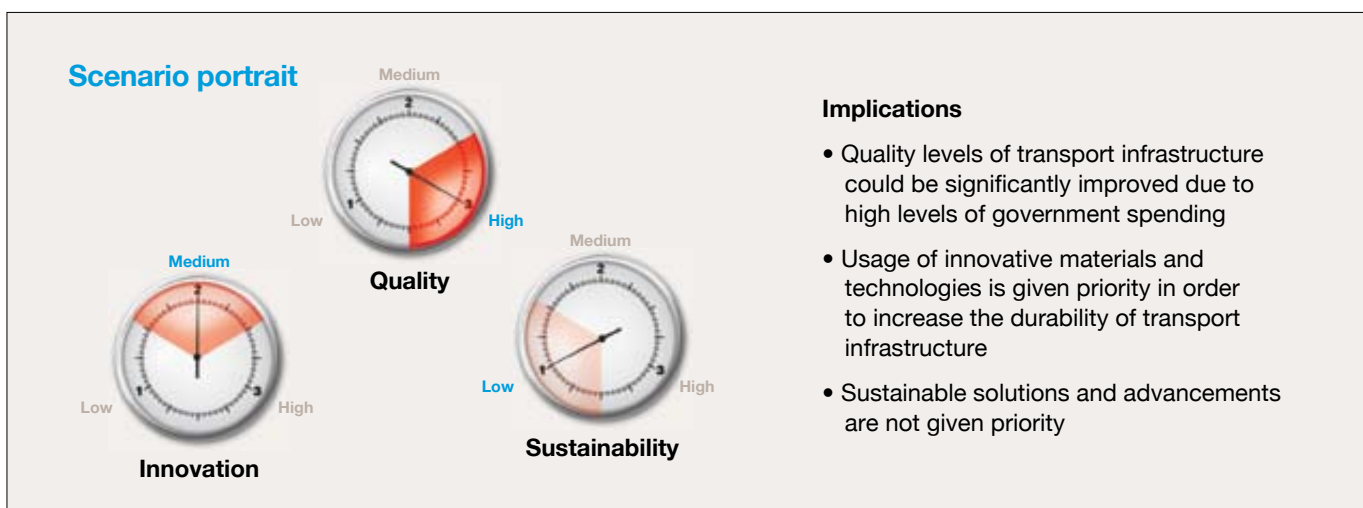 Scenario portrait
Medium
2
1
3
Low
High
Quality
Medium
2
1
3
Low
High
Innovation
Medium
2
1
3
Low
High
Sustainability
Implications
• Quality levels of transport infrastructure
could be significantly improved due to
high levels of government spending
• Usage of innovative materials and
technologies is given priority in order
to increase the durability of transport
infrastructure
• Sustainable solutions and advancements
are not given priority